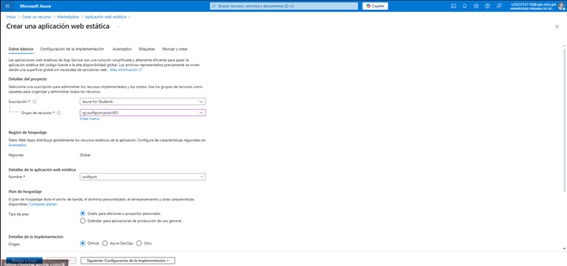 Microsoft Azure
Buscar recursos, servicios y documentos (G+/)
Copilot
Inicio > Crear un recurso > Marketplace > Aplicación web estática >
Crear una aplicación web estática
Datos básicos Configuración de la implementación Avanzados Etiquetas Revisar y crear
Las aplicaciones web estáticas de App Service son una solución simplificada y altamente eficiente para pasar la
aplicación estática del código fuente a la alta disponibilidad global. Los archivos representados previamente se sirven
desde una superficie global sin necesidad de servidores web. Más información
Detalles del proyecto
Seleccione una suscripción para administrar los recursos implementados y los costos. Use los grupos de recursos como
carpetas para organizar y administrar todos los recursos.
Suscripción * Azure for Students
Grupo de recursos * rg-swiftport-prod-001
Crear nuevo
Región de hospedaje
Static Web Apps distribuye globalmente los recursos estáticos de la aplicación. Configure las características regionales en
Avanzados
Regiones Global
Detalles de la aplicación web estática
Nombre * swiftport
Plan de hospedaje
El plan de hospedaje dicta el ancho de banda, el dominio personalizado, el almacenamiento y otras características
disponibles. Comparar planes
Tipo de plan Gratis: para aficiones o proyectos personales.
Estándar: para aplicaciones de producción de uso general.
Detalles de la implementación
Origen GitHub Azure DevOps Otro
Siguiente: Configuración de la implementación >